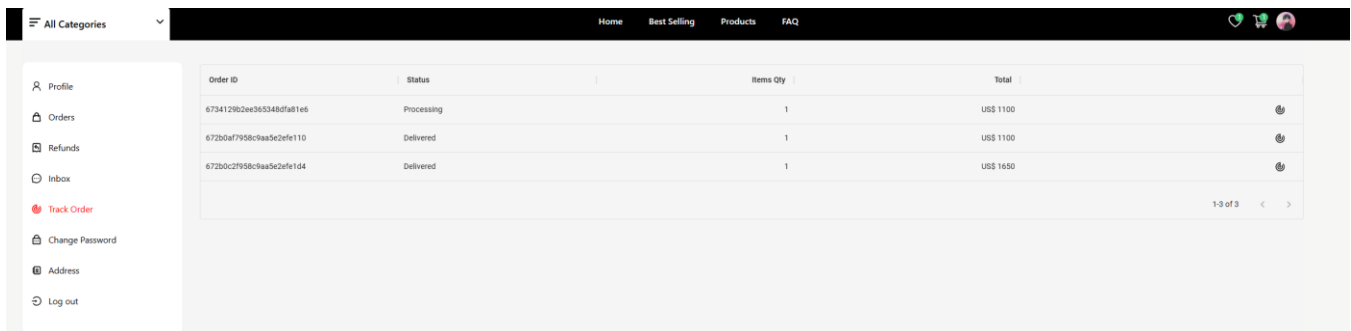 All Categories
Home Best Selling Products FAQ
1 1
Profile
Orders
Refunds
Inbox
Track Order
Change Password
Address
Log out
Order ID Status Items Qty Total
6734129b2ee365348dfa81e6 Processing 1 US$ 1100
672b0af7958c9aa5e2efe110 Delivered 1 US$ 1100
672b0c2f958c9aa5e2efe1d4 Delivered 1 US$ 1650
1-3 of 3